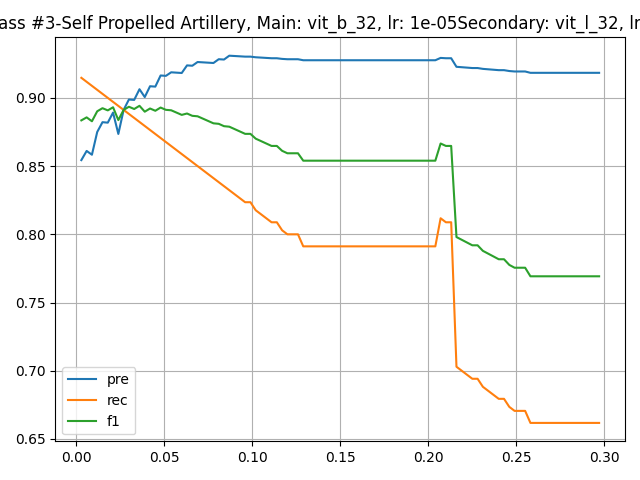 ass #3-Self Propelled Artillery, Main: vit_b_32, lr: 1e-05Secondary: vit_l_32, lr
0.90
0.85
0.80
0.75
0.70
0.65
pre
rec
f1
0.00 0.05 0.10 0.15 0.20 0.25 0.30